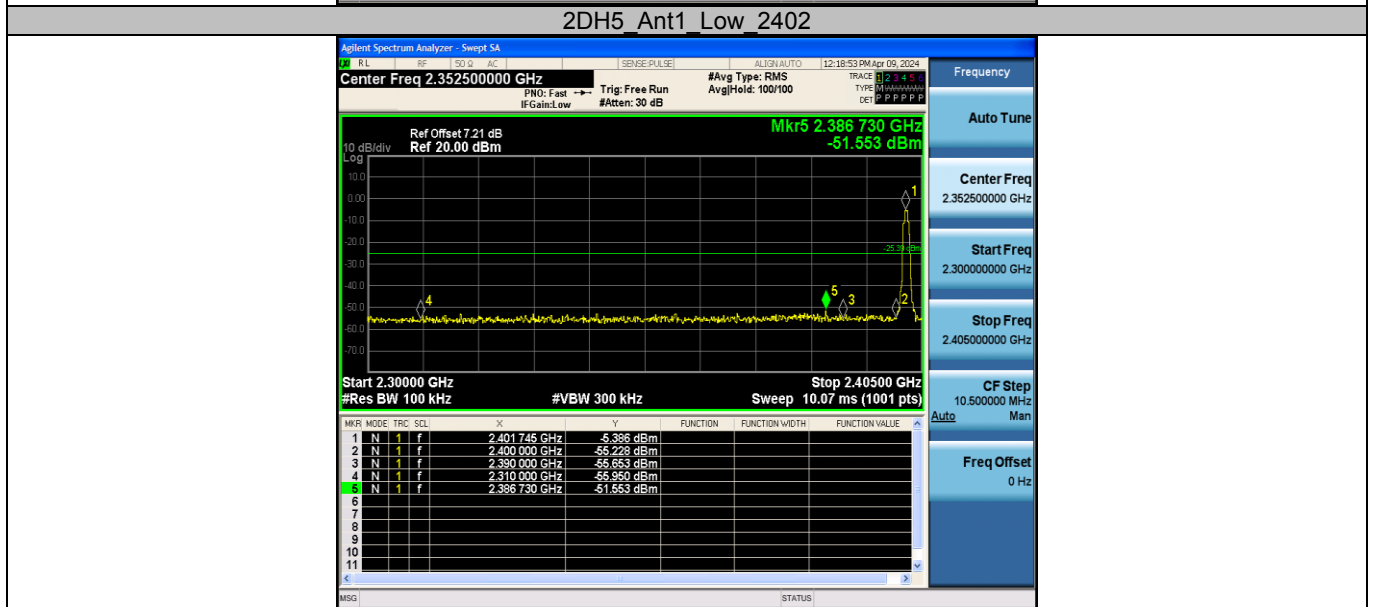 2DH5_Ant1_Low_2402
Agilent Spectrum Analyzer - Swept SA
RL RF 50 Ω AC SENSE:PULSE ALIGN AUTO 12:18:53 PM Apr 09, 2024
Center Freq 2.352500000 GHz
PNO: Fast
IFGain:Low
Trig: Free Run
#Atten: 30 dB
#Avg Type: RMS
Avg|Hold: 100/100
TRACE 1 2 3 4 5 6
TYPE M
DET P P P P P P
Mkr5 2.386 730 GHz
-51.553 dBm
Ref Offset 7.21 dB
10 dB/div Ref 20.00 dBm
Log
10.0
0.00
-10.0
-20.0
-30.0
-40.0
-50.0
-60.0
-70.0
1
-25.39 dBm
4
5
3
2
Start 2.30000 GHz Stop 2.40500 GHz
#Res BW 100 kHz #VBW 300 kHz Sweep 10.07 ms (1001 pts)
MKR MODE TRC SCL X Y FUNCTION FUNCTION WIDTH FUNCTION VALUE
1 N 1 f 2.401 745 GHz -5.386 dBm
2 N 1 f 2.400 000 GHz -55.228 dBm
3 N 1 f 2.390 000 GHz -55.653 dBm
4 N 1 f 2.310 000 GHz -55.950 dBm
5 N 1 f 2.386 730 GHz -51.553 dBm
6
7
8
9
10
11
MSG STATUS
Frequency
Auto Tune
Center Freq
2.352500000 GHz
Start Freq
2.300000000 GHz
Stop Freq
2.405000000 GHz
CF Step
10.500000 MHz
Auto Man
Freq Offset
0 Hz